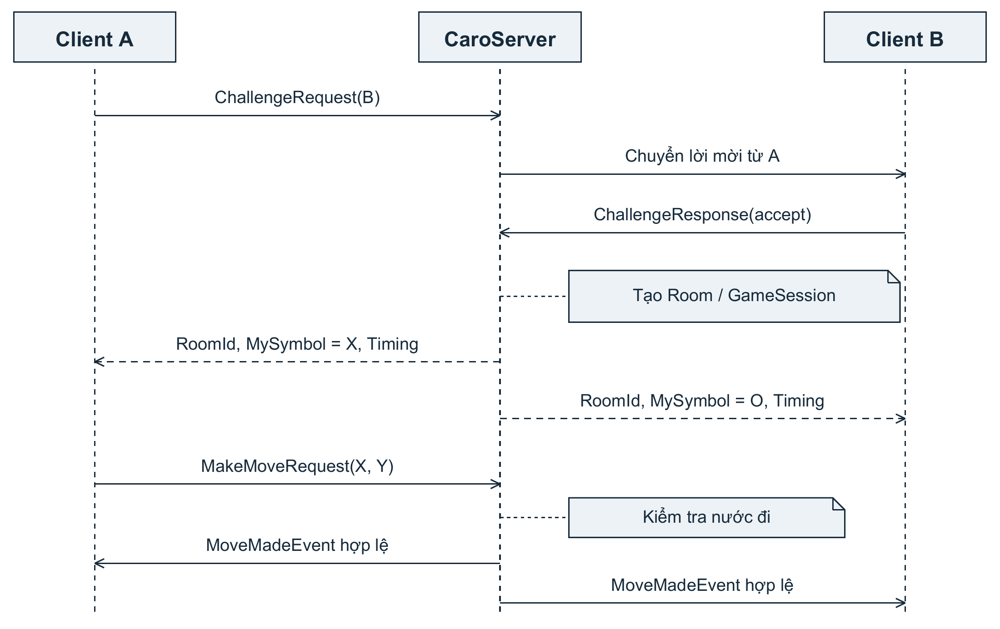 Client A
CaroServer
Client B
ChallengeRequest(B)
Chuyển lời mời từ A
ChallengeResponse(accept)
Tạo Room / GameSession
RoomId, MySymbol = X, Timing
RoomId, MySymbol = O, Timing
MakeMoveRequest(X, Y)
Kiểm tra nước đi
MoveMadeEvent hợp lệ
MoveMadeEvent hợp lệ